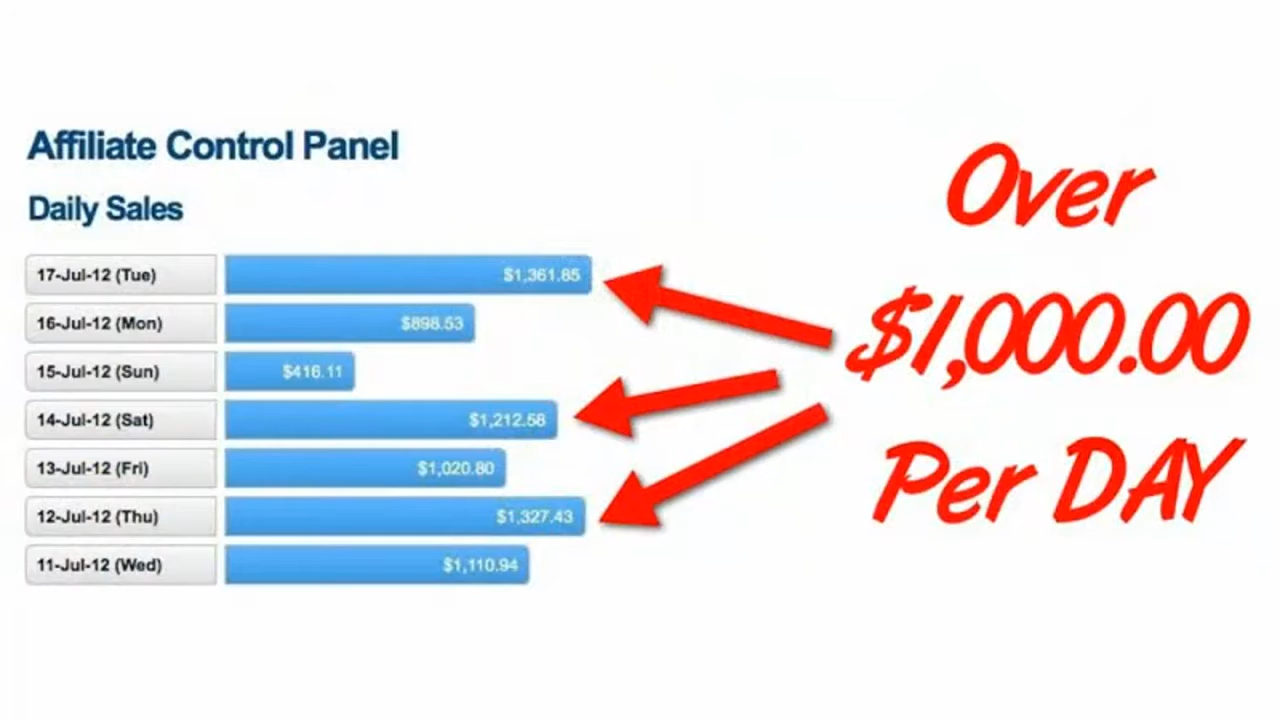 Affiliate Control Panel
Daily Sales
17-Jul-12 (Tue) $1,361.85
16-Jul-12 (Mon) $898.53
15-Jul-12 (Sun) $416.11
14-Jul-12 (Sat) $1,212.58
13-Jul-12 (Fri) $1,020.80
12-Jul-12 (Thu) $1,327.43
11-Jul-12 (Wed) $1,110.94
Over
$1,000.00
Per DAY